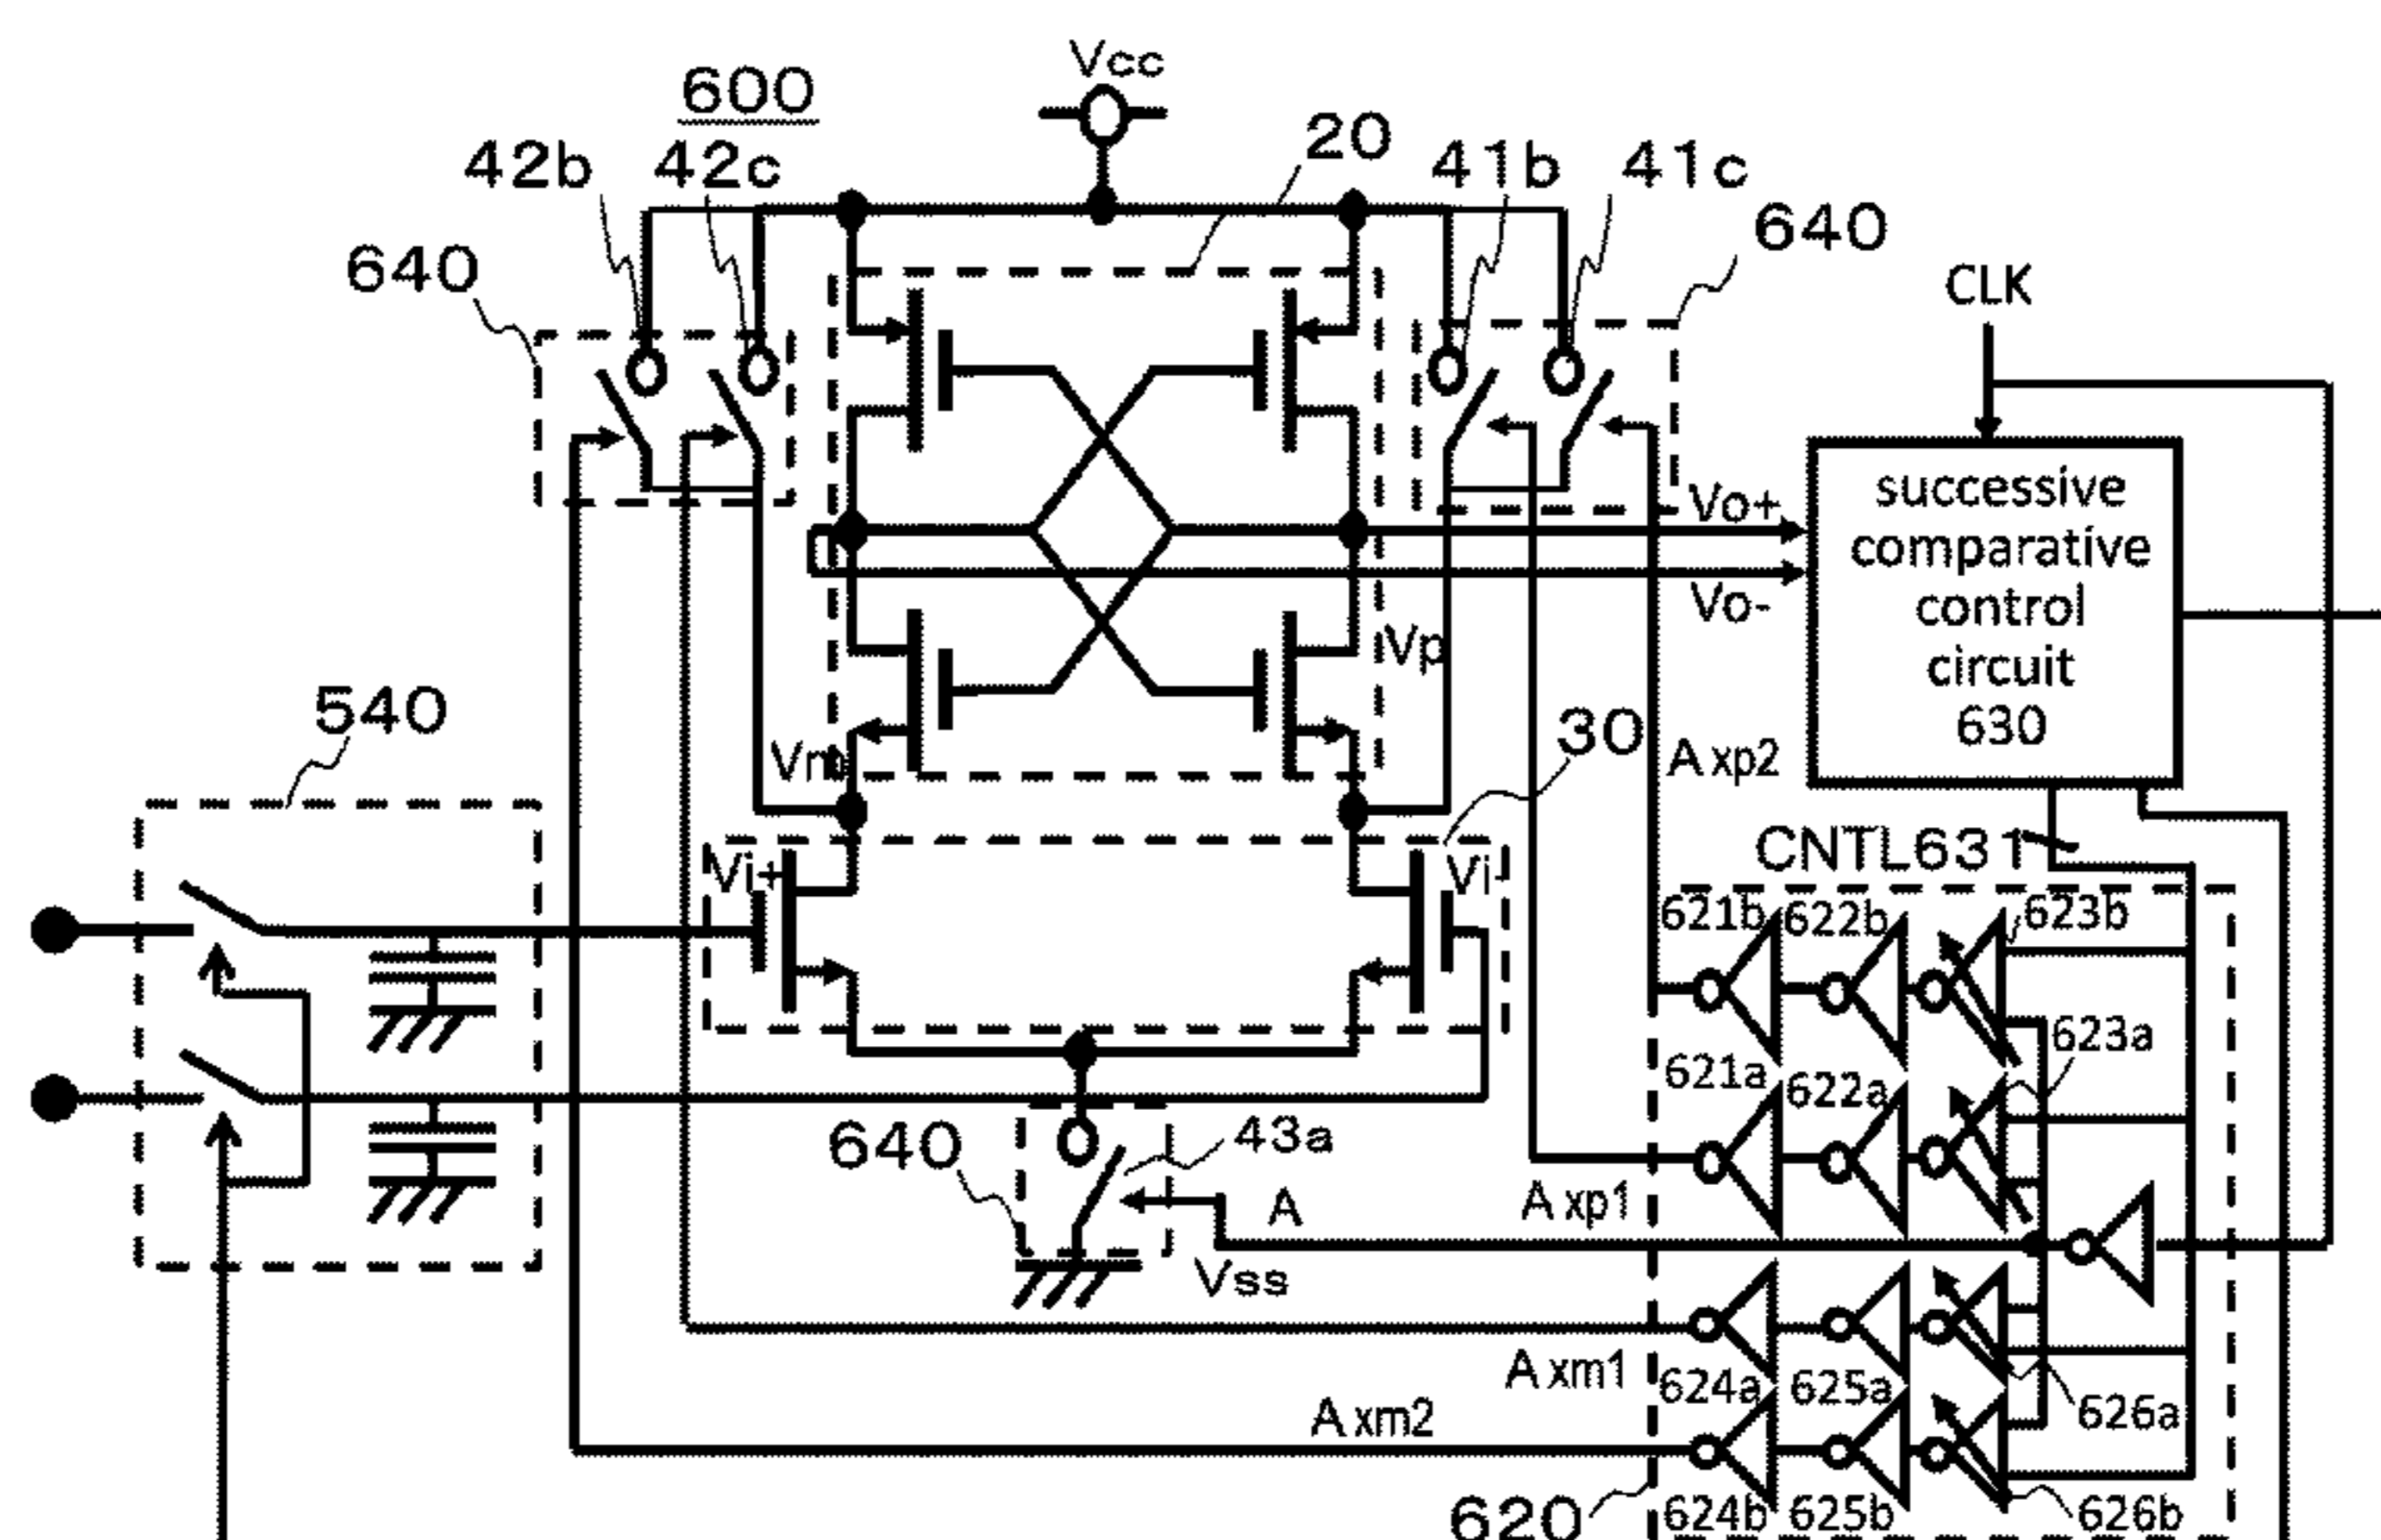 Vcc
600
20
42b
42c
41b
41c
640
640
CLK
Vo+
successive
comparative
control
circuit
630
Vo-
Vp
540
30
Vn
Axp2
CNTL631
Vi+
Vi-
621b
622b
623b
623a
621a
622a
640
43a
A
Axp1
Vss
Axm1
624a
625a
626a
Axm2
620
624b
625b
626b